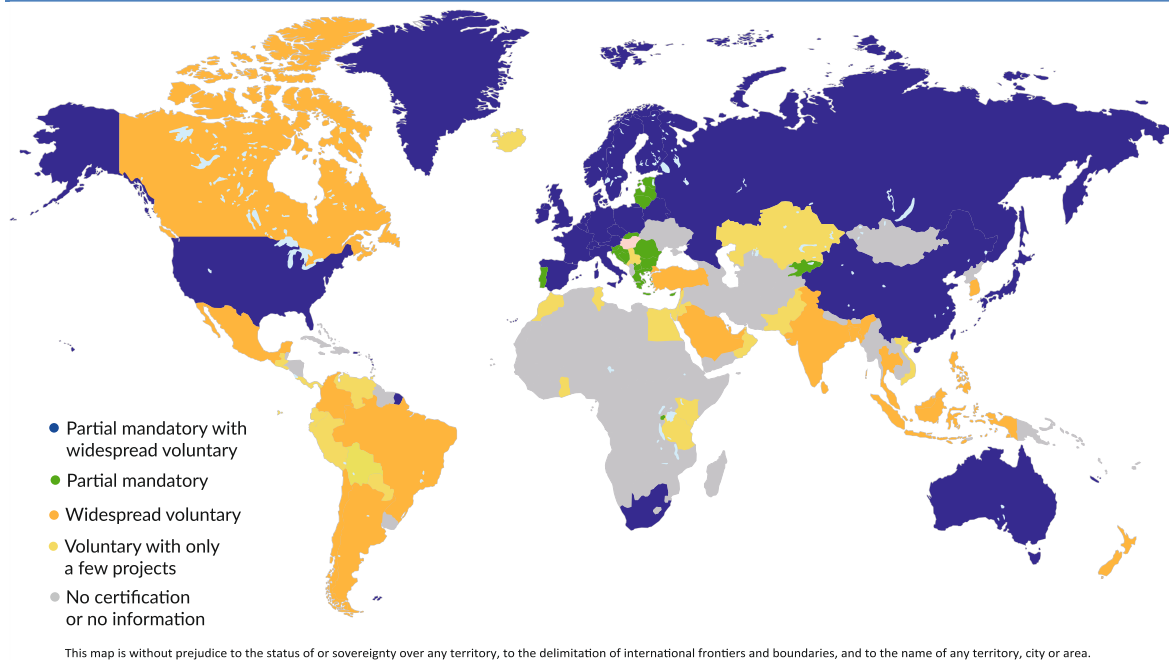 Partial mandatory with
widespread voluntary
Partial mandatory
Widespread voluntary
Voluntary with only
a few projects
No certification
or no information
This map is without prejudice to the status of or sovereignty over any territory, to the delimitation of international frontiers and boundaries, and to the name of any territory, city or area.